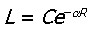 L = Ce^{-αR}